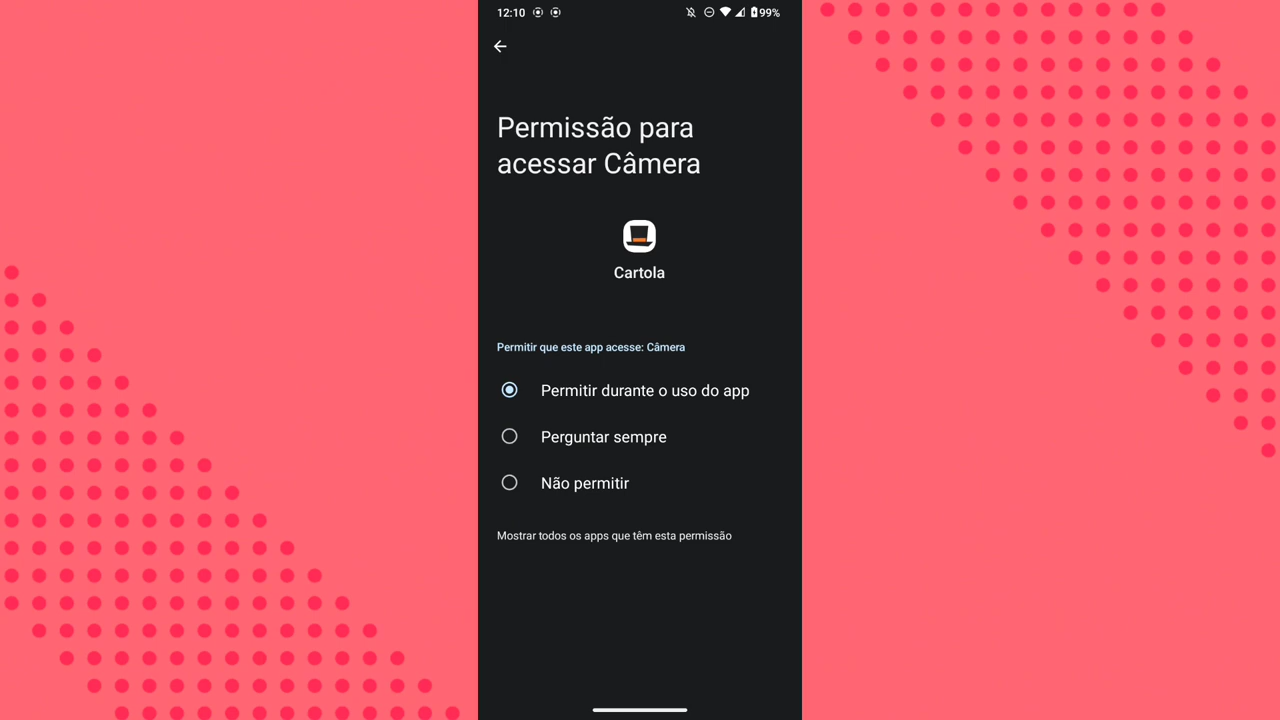 12:10 99%
Permissão para
acessar Câmera
Cartola
Permitir que este app acesse: Câmera
Permitir durante o uso do app
Perguntar sempre
Não permitir
Mostrar todos os apps que têm esta permissão